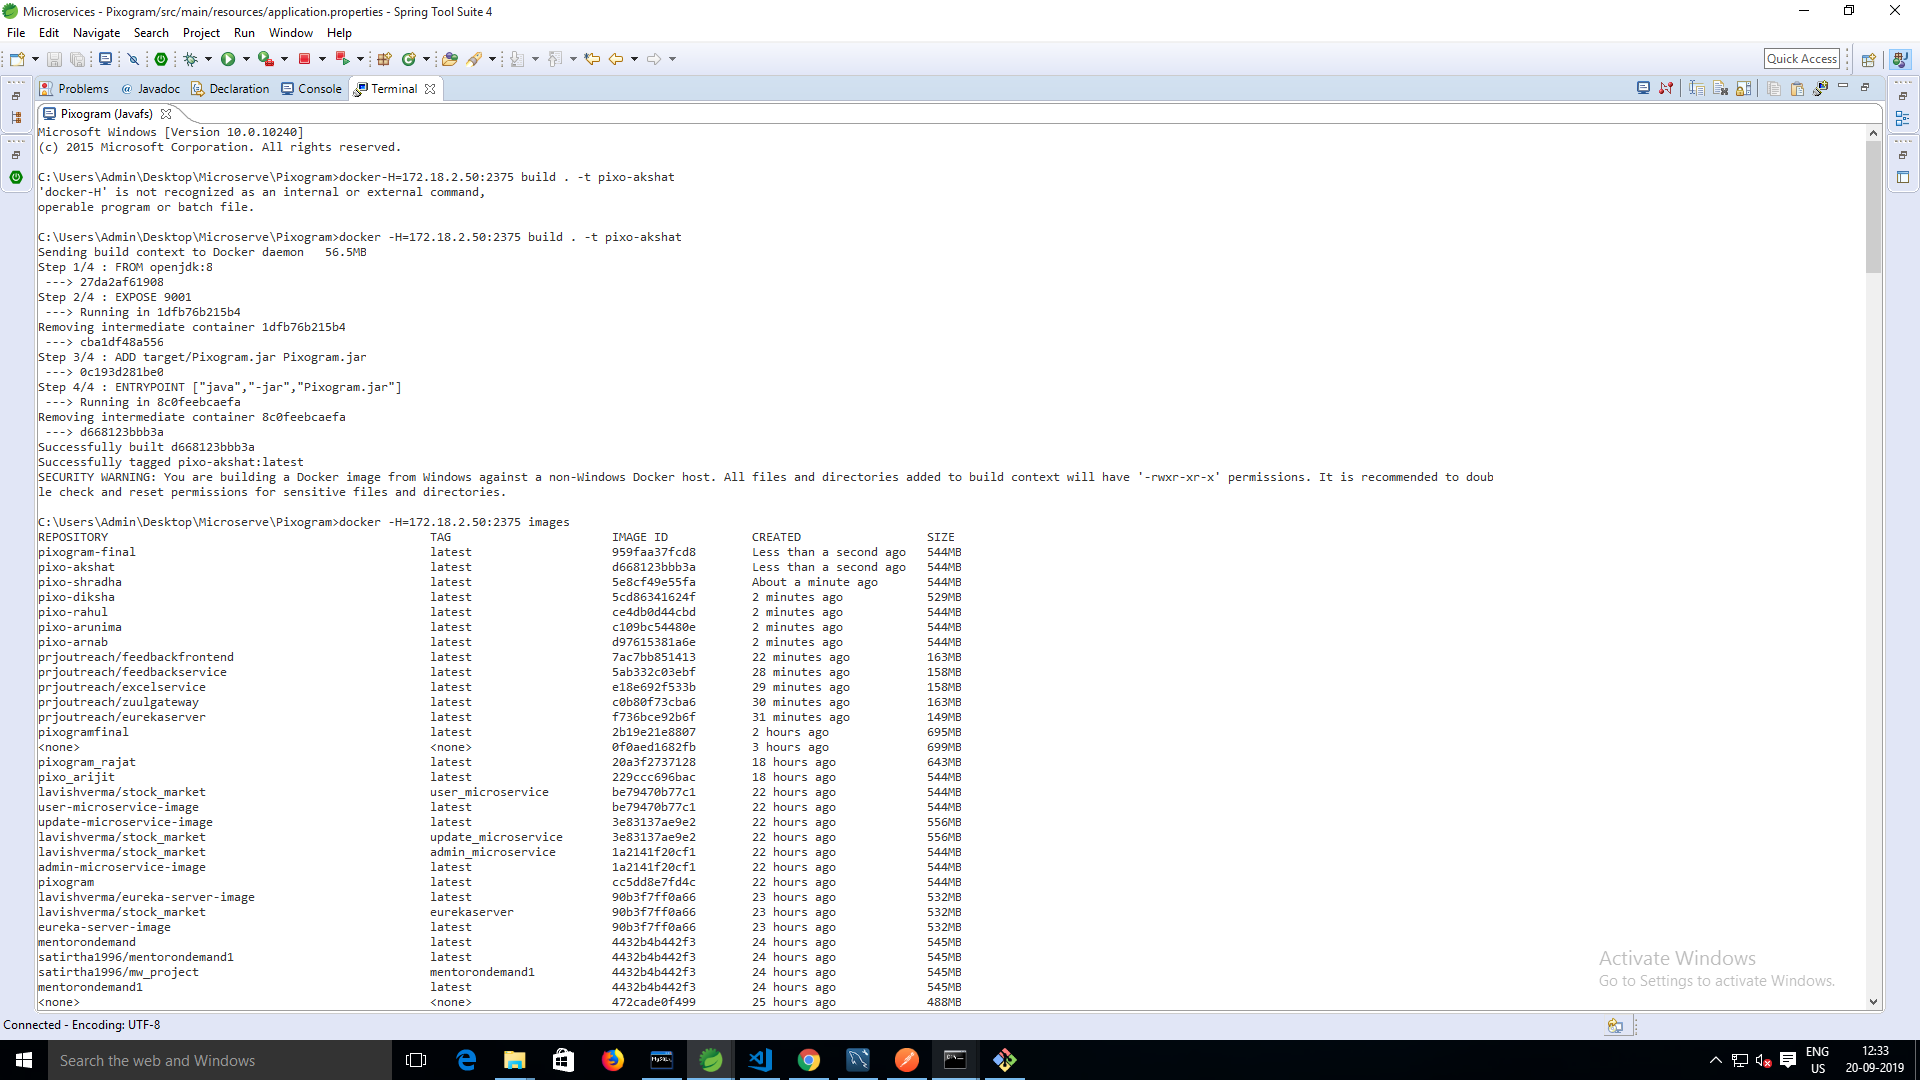 Microservices - Pixogram/src/main/resources/application.properties - Spring Tool Suite 4
File Edit Navigate Search Project Run Window Help
Quick Access
Problems @ Javadoc Declaration Console Terminal
Pixogram (Javafs)
Microsoft Windows [Version 10.0.10240]
(c) 2015 Microsoft Corporation. All rights reserved.
C:\Users\Admin\Desktop\Microserve\Pixogram>docker-H=172.18.2.50:2375 build . -t pixo-akshat
'docker-H' is not recognized as an internal or external command,
operable program or batch file.
C:\Users\Admin\Desktop\Microserve\Pixogram>docker -H=172.18.2.50:2375 build . -t pixo-akshat
Sending build context to Docker daemon 56.5MB
Step 1/4 : FROM openjdk:8
---> 27da2af61908
Step 2/4 : EXPOSE 9001
---> Running in 1dfb76b215b4
Removing intermediate container 1dfb76b215b4
---> cba1df48a556
Step 3/4 : ADD target/Pixogram.jar Pixogram.jar
---> 0c193d281be0
Step 4/4 : ENTRYPOINT ["java","-jar","Pixogram.jar"]
---> Running in 8c0feebcaefa
Removing intermediate container 8c0feebcaefa
---> d668123bbb3a
Successfully built d668123bbb3a
Successfully tagged pixo-akshat:latest
SECURITY WARNING: You are building a Docker image from Windows against a non-Windows Docker host. All files and directories added to build context will have '-rwxr-xr-x' permissions. It is recommended to doub
le check and reset permissions for sensitive files and directories.
C:\Users\Admin\Desktop\Microserve\Pixogram>docker -H=172.18.2.50:2375 images
REPOSITORY TAG IMAGE ID CREATED SIZE
pixogram-final latest 959faa37fcd8 Less than a second ago 544MB
pixo-akshat latest d668123bbb3a Less than a second ago 544MB
pixo-shradha latest 5e8cf49e55fa About a minute ago 544MB
pixo-diksha latest 5cd86341624f 2 minutes ago 529MB
pixo-rahul latest ce4db0d44cbd 2 minutes ago 544MB
pixo-arunima latest c109bc54480e 2 minutes ago 544MB
pixo-arnab latest d97615381a6e 2 minutes ago 544MB
prjoutreach/feedbackfrontend latest 7ac7bb851413 22 minutes ago 163MB
prjoutreach/feedbackservice latest 5ab332c03ebf 28 minutes ago 158MB
prjoutreach/excelservice latest e18e692f533b 29 minutes ago 158MB
prjoutreach/zuulgateway latest c0b80f73cba6 30 minutes ago 163MB
prjoutreach/eurekaserver latest f736bce92b6f 31 minutes ago 149MB
pixogramfinal latest 2b19e21e8807 2 hours ago 695MB
<none> <none> 0f0aed1682fb 3 hours ago 699MB
pixogram_rajat latest 20a3f2737128 18 hours ago 643MB
pixo_arijit latest 229ccc696bac 18 hours ago 544MB
lavishverma/stock_market user_microservice be79470b77c1 22 hours ago 544MB
user-microservice-image latest be79470b77c1 22 hours ago 544MB
update-microservice-image latest 3e83137ae9e2 22 hours ago 556MB
lavishverma/stock_market update_microservice 3e83137ae9e2 22 hours ago 556MB
lavishverma/stock_market admin_microservice 1a2141f20cf1 22 hours ago 544MB
admin-microservice-image latest 1a2141f20cf1 22 hours ago 544MB
pixogram latest cc5dd8e7fd4c 22 hours ago 544MB
lavishverma/eureka-server-image latest 90b3f7ff0a66 23 hours ago 532MB
lavishverma/stock_market eurekaserver 90b3f7ff0a66 23 hours ago 532MB
eureka-server-image latest 90b3f7ff0a66 23 hours ago 532MB
mentorondemand latest 4432b4b442f3 24 hours ago 545MB
satirtha1996/mentorondemand1 latest 4432b4b442f3 24 hours ago 545MB
satirtha1996/mw_project mentorondemand1 4432b4b442f3 24 hours ago 545MB
mentorondemand1 latest 4432b4b442f3 24 hours ago 545MB
<none> <none> 472cade0f499 25 hours ago 488MB
Activate Windows
Go to Settings to activate Windows.
Connected - Encoding: UTF-8
Search the web and Windows
ENG
US
12:33
20-09-2019